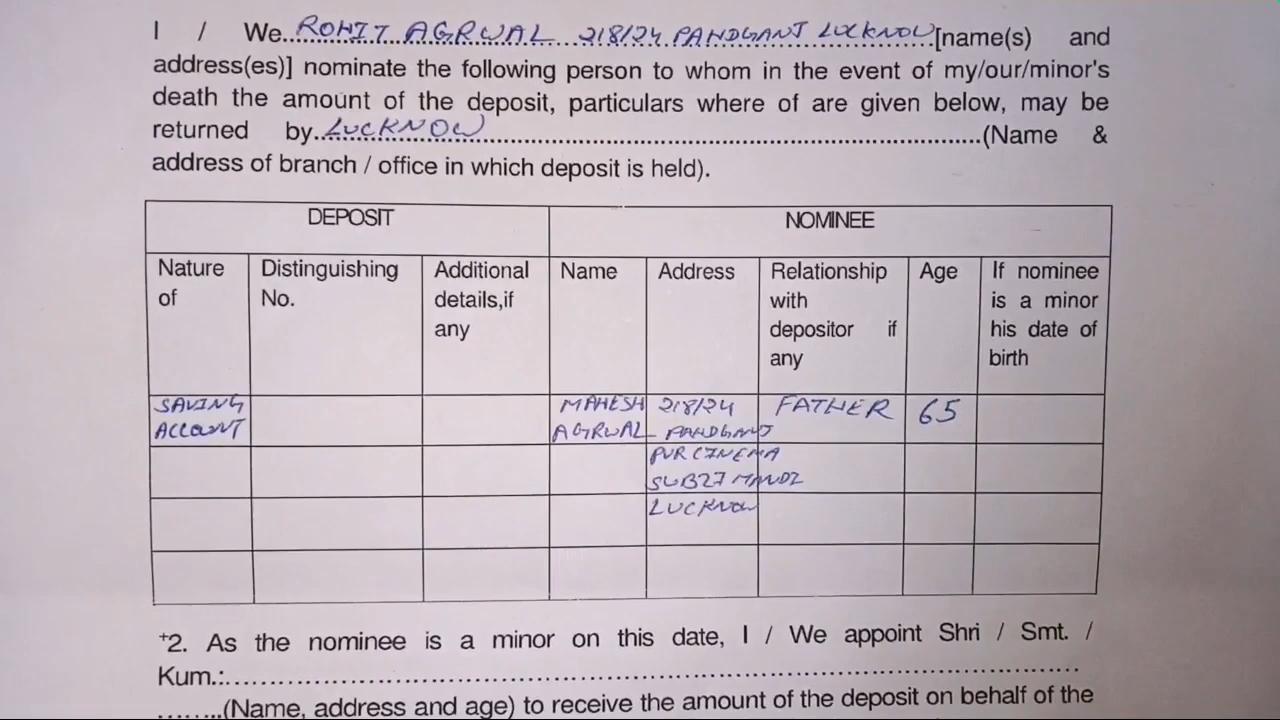 I / We..ROHIT AGRWAL 218/24 PANDGANJ LUCKNOW[name(s) and
address(es)] nominate the following person to whom in the event of my/our/minor's
death the amount of the deposit, particulars where of are given below, may be
returned by..LUCKNOW..............................(Name &
address of branch / office in which deposit is held).
DEPOSIT NOMINEE
Nature of Distinguishing No. Additional details,if any Name Address Relationship with depositor if any Age If nominee is a minor his date of birth
SAVING MAHESH 218/24 FATHER 65
ACCOUNT AGRWAL PANDGANJ
PUR CINEMA
SUBZI MANDI
LUCKNOW
+2. As the nominee is a minor on this date, I / We appoint Shri / Smt. /
Kum.:..............................
........(Name, address and age) to receive the amount of the deposit on behalf of the